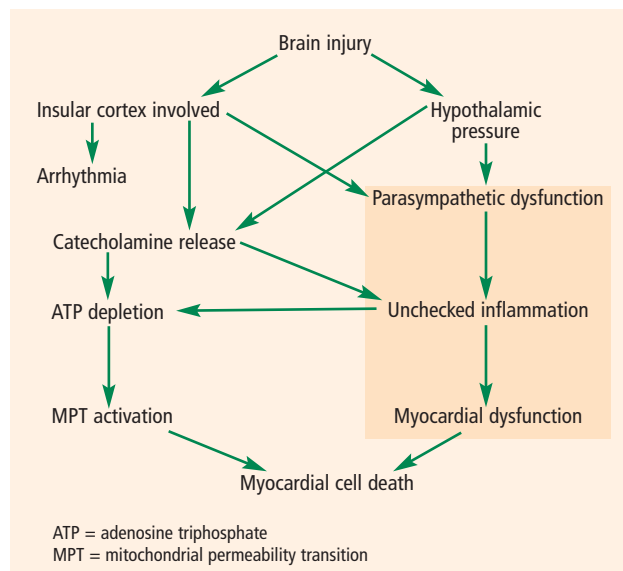 Brain injury
Insular cortex involved
Hypothalamic
pressure
Arrhythmia
Parasympathetic dysfunction
Catecholamine release
ATP depletion
Unchecked inflammation
MPT activation
Myocardial dysfunction
Myocardial cell death
ATP = adenosine triphosphate
MPT = mitochondrial permeability transition